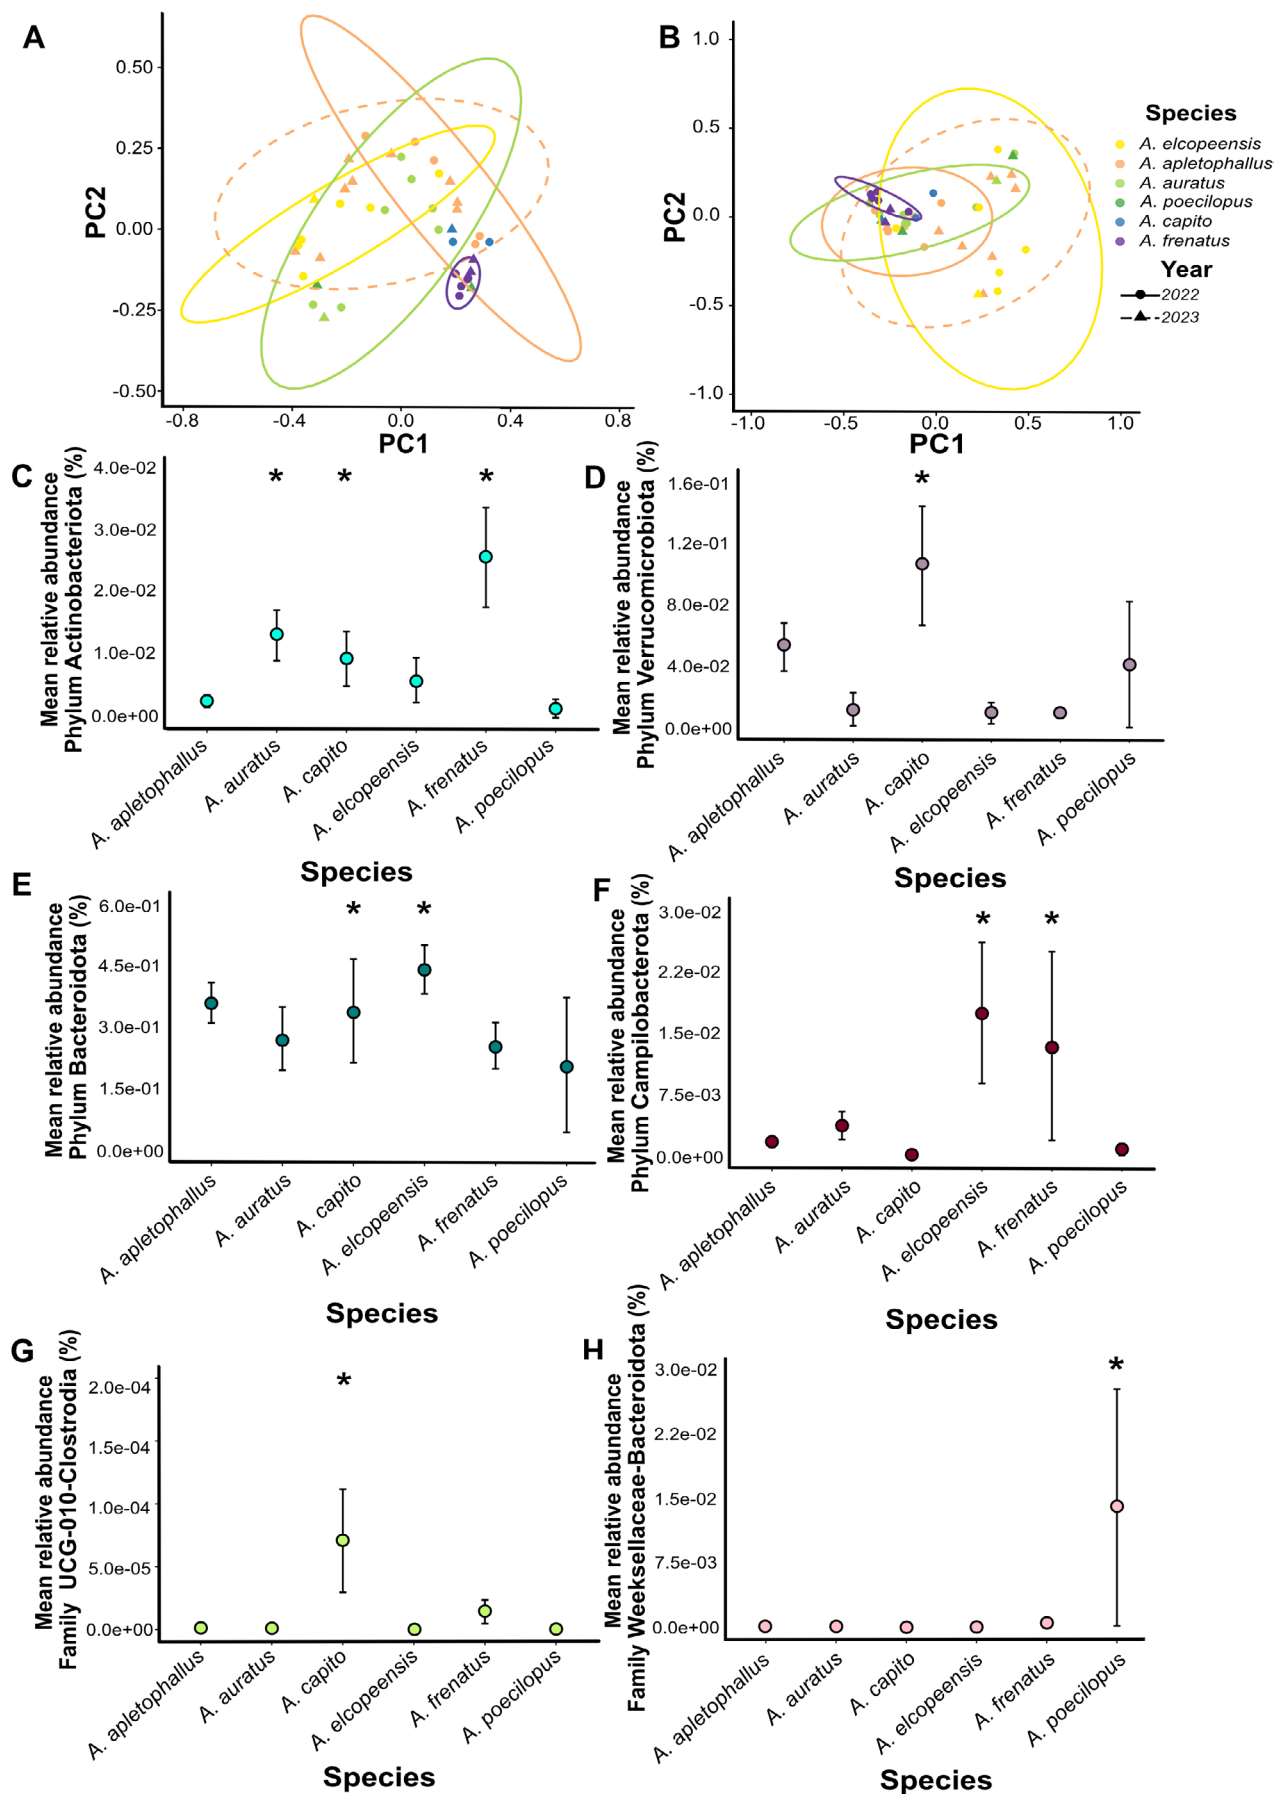 A
PC2
0.50
0.25
0.00
-0.25
-0.50
-0.8
-0.4
0.0
0.4
0.8
PC1
B
PC2
1.0
0.5
0.0
-0.5
-1.0
-1.0
-0.5
0.0
0.5
1.0
PC1
Species
A. elcopeensis
A. apletophallus
A. auratus
A. poecilopus
A. capito
A. frenatus
Year
2022
2023
C
Mean relative abundance
Phylum Actinobacteriota (%)
4.0e-02
3.0e-02
2.0e-02
1.0e-02
0.0e+00
* * *
A. apletophallus
A. auratus
A. capito
A. elcopeensis
A. frenatus
A. poecilopus
Species
D
Mean relative abundance
Phylum Verrucomicrobiota (%)
1.6e-01
1.2e-01
8.0e-02
4.0e-02
0.0e+00
*
A. apletophallus
A. auratus
A. capito
A. elcopeensis
A. frenatus
A. poecilopus
Species
E
Mean relative abundance
Phylum Bacteroidota (%)
6.0e-01
4.5e-01
3.0e-01
1.5e-01
0.0e+00
* *
A. apletophallus
A. auratus
A. capito
A. elcopeensis
A. frenatus
A. poecilopus
Species
F
Mean relative abundance
Phylum Campilobacterota (%)
3.0e-02
2.2e-02
1.5e-02
7.5e-03
0.0e+00
* *
A. apletophallus
A. auratus
A. capito
A. elcopeensis
A. frenatus
A. poecilopus
Species
G
Mean relative abundance
Family UCG-010-Clostrodia (%)
2.0e-04
1.5e-04
1.0e-04
5.0e-05
0.0e+00
*
A. apletophallus
A. auratus
A. capito
A. elcopeensis
A. frenatus
A. poecilopus
Species
H
Mean relative abundance
Family Weeksellaceae-Bacteroidota (%)
3.0e-02
2.2e-02
1.5e-02
7.5e-03
0.0e+00
*
A. apletophallus
A. auratus
A. capito
A. elcopeensis
A. frenatus
A. poecilopus
Species